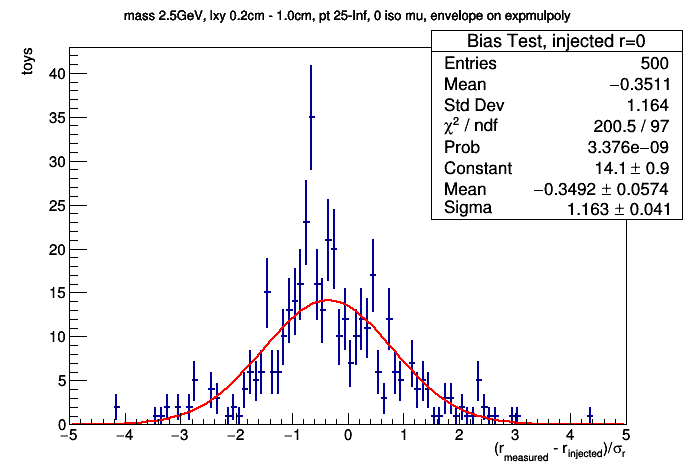 mass 2.5GeV, lxy 0.2cm - 1.0cm, pt 25-Inf, 0 iso mu, envelope on expmulpoly
Bias Test, injected r=0
Entries 500
Mean −0.3511
Std Dev 1.164
χ² / ndf 200.5 / 97
Prob 3.376e−09
Constant 14.1 ± 0.9
Mean −0.3492 ± 0.0574
Sigma 1.163 ± 0.041
toys
40
35
30
25
20
15
10
5
0
−5 −4 −3 −2 −1 0 1 2 3 4 5
(r_measured - r_injected)/σ_r